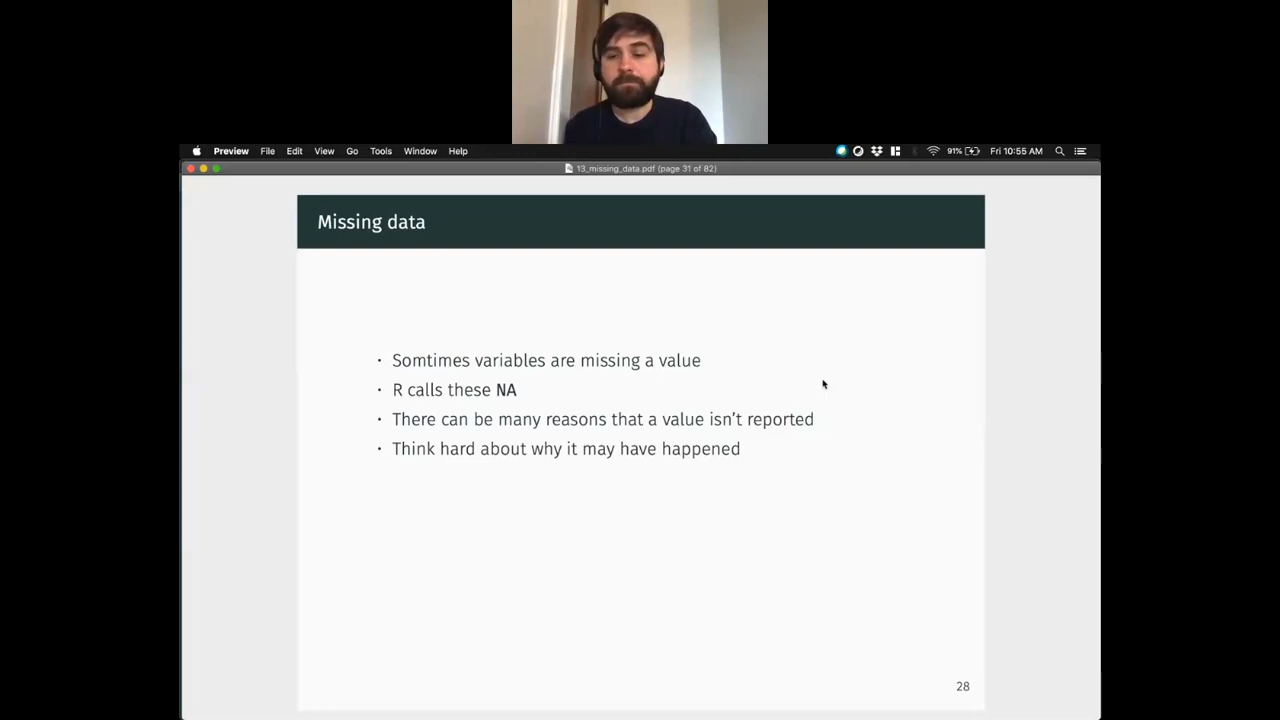 Preview File Edit View Go Tools Window Help 91% Fri 10:55 AM
13_missing_data.pdf (page 31 of 82)
Missing data
· Somtimes variables are missing a value
· R calls these NA
· There can be many reasons that a value isn't reported
· Think hard about why it may have happened
28